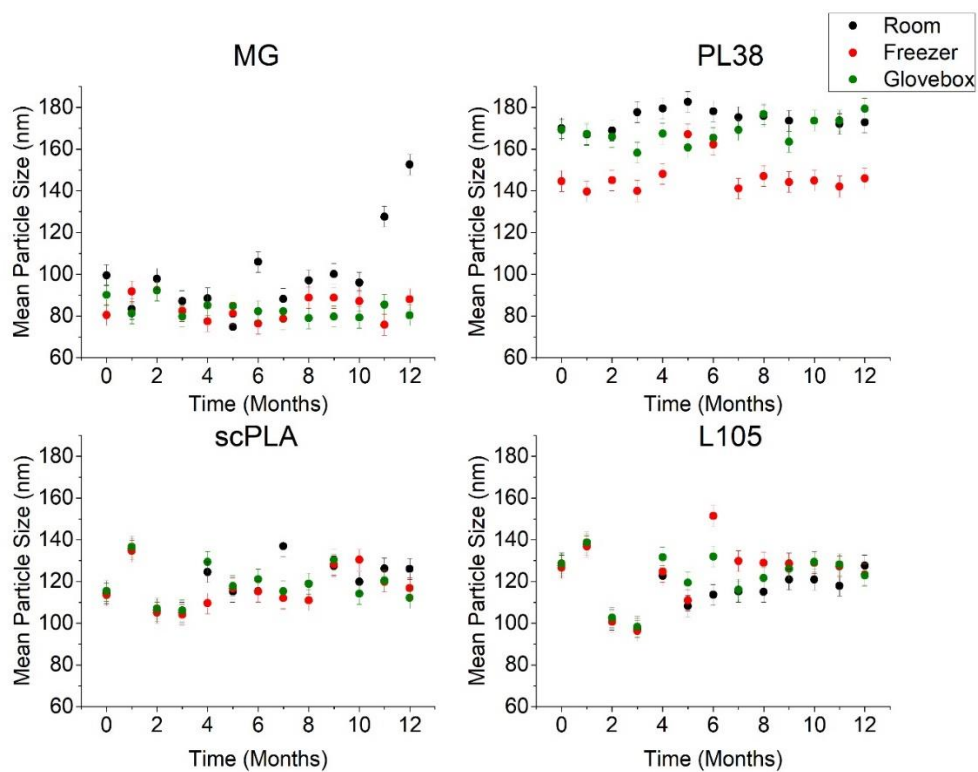 Room
Freezer
Glovebox
MG
Mean Particle Size (nm)
180
160
140
120
100
80
60
0 2 4 6 8 10 12
Time (Months)
PL38
Mean Particle Size (nm)
180
160
140
120
100
80
60
0 2 4 6 8 10 12
Time (Months)
scPLA
Mean Particle Size (nm)
180
160
140
120
100
80
60
0 2 4 6 8 10 12
Time (Months)
L105
Mean Particle Size (nm)
180
160
140
120
100
80
60
0 2 4 6 8 10 12
Time (Months)